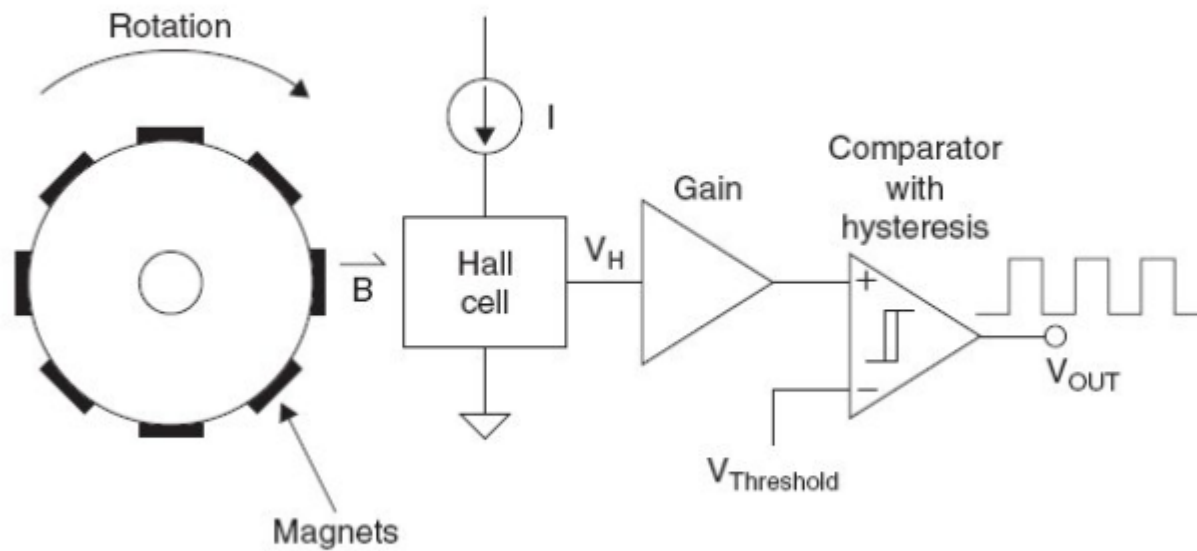 Rotation
I
Comparator
with
hysteresis
Gain
Hall
cell
B
V_H
+
−
V_OUT
V_Threshold
Magnets